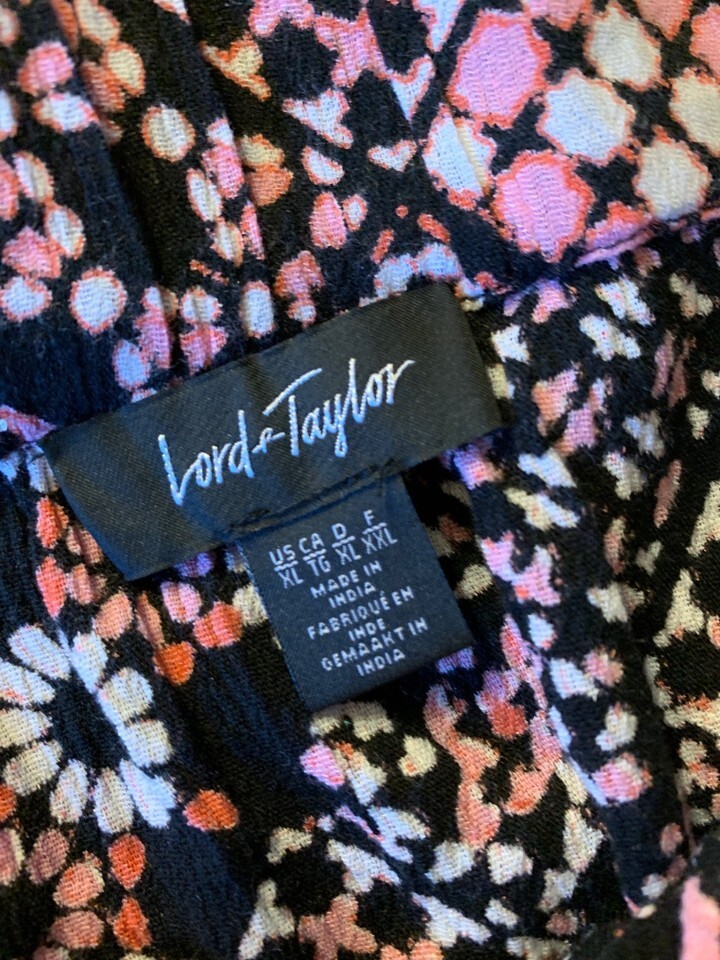 Lord & Taylor
US CA D F
XL TG XL XXL
MADE IN
INDIA
FABRIQUÉ EN
INDE
GEMAAKT IN
INDIA